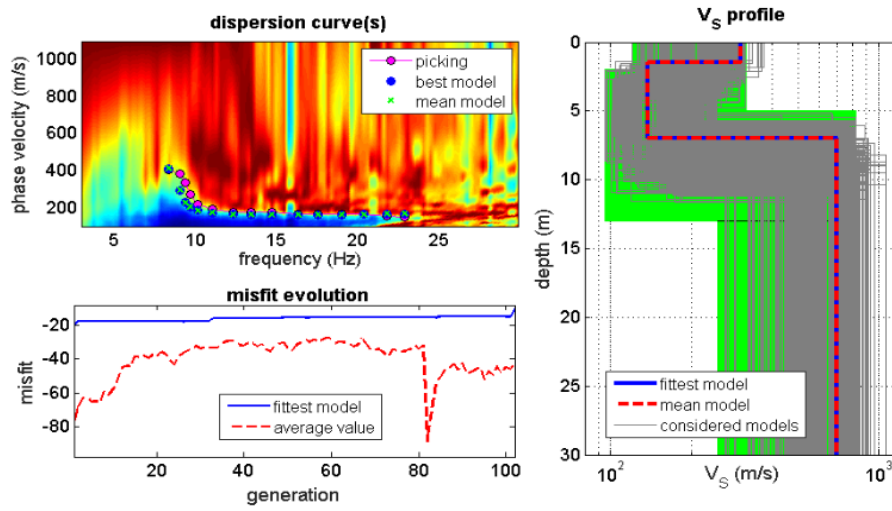 dispersion curve(s)
phase velocity (m/s)
1000
800
600
400
200
picking
best model
mean model
5
10
15
20
25
frequency (Hz)
misfit evolution
misfit
-20
-40
-60
-80
fittest model
average value
20
40
60
80
100
generation
V_S profile
depth (m)
0
5
10
15
20
25
30
fittest model
mean model
considered models
10^2
10^3
V_S (m/s)